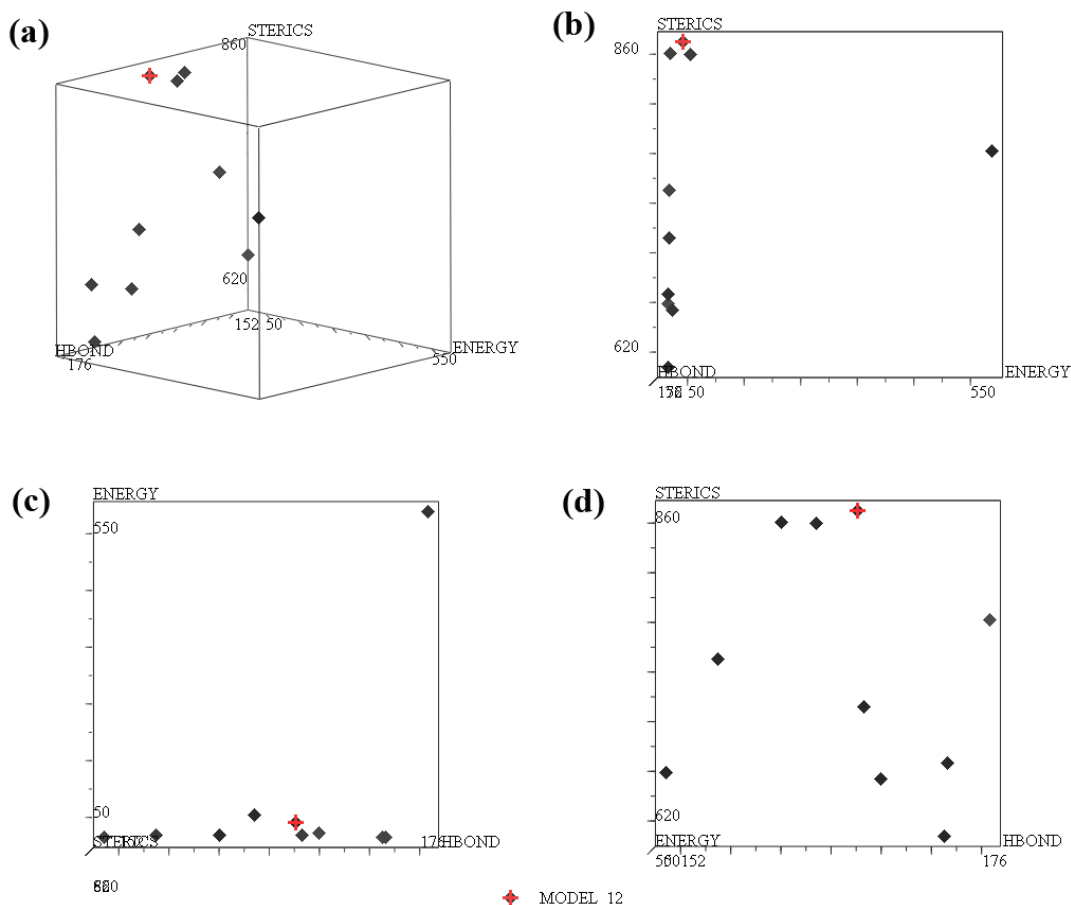 (a)
STERICS
860
620
152 50
HBOND
176
ENERGY
550
(b)
STERICS
860
620
HBOND
50
550
ENERGY
(c)
ENERGY
550
50
STERICS
176
HBOND
(d)
STERICS
860
620
ENERGY
152
176
HBOND
MODEL 12